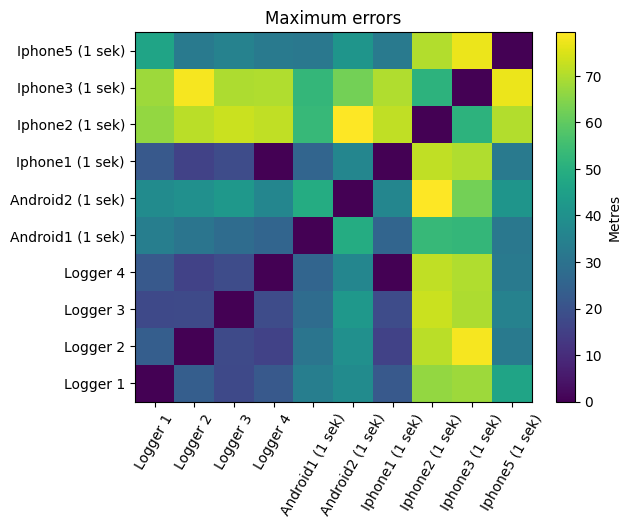 Maximum errors
Iphone5 (1 sek)
Iphone3 (1 sek)
Iphone2 (1 sek)
Iphone1 (1 sek)
Android2 (1 sek)
Android1 (1 sek)
Logger 4
Logger 3
Logger 2
Logger 1
Logger 1
Logger 2
Logger 3
Logger 4
Android1 (1 sek)
Android2 (1 sek)
Iphone1 (1 sek)
Iphone2 (1 sek)
Iphone3 (1 sek)
Iphone5 (1 sek)
70
60
50
40
30
20
10
0
Metres